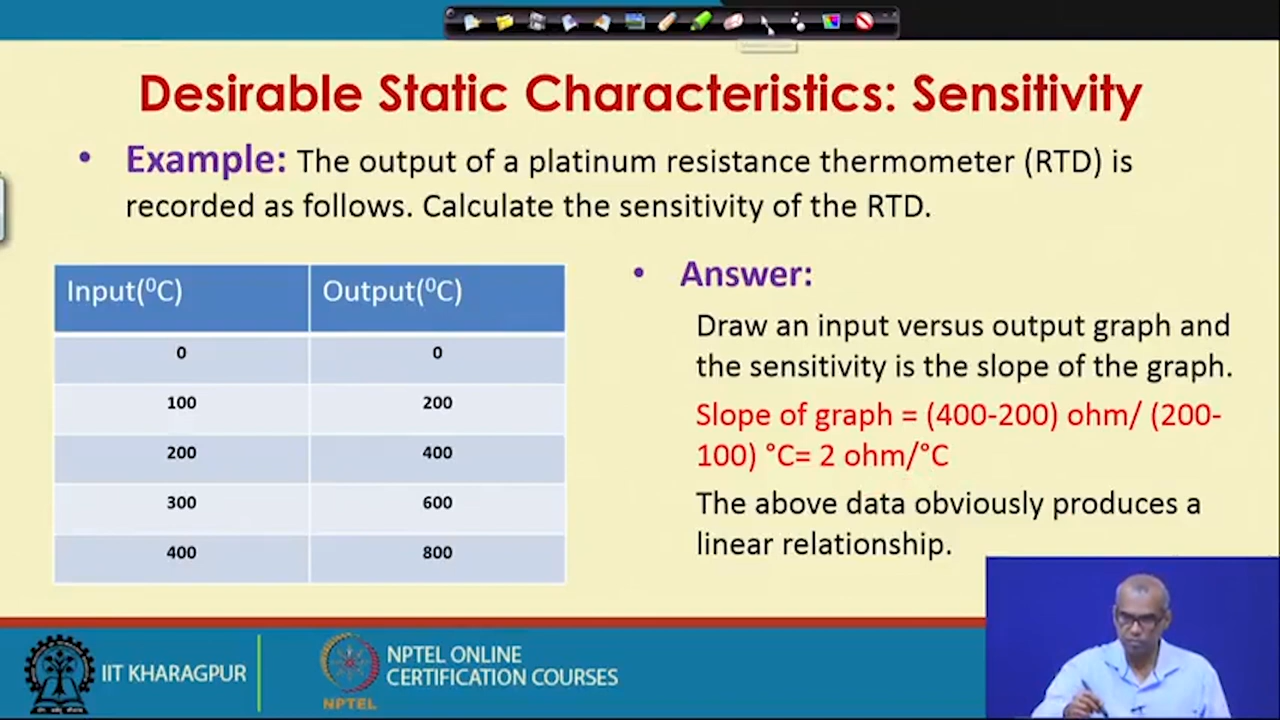 Desirable Static Characteristics: Sensitivity
• Example: The output of a platinum resistance thermometer (RTD) is
recorded as follows. Calculate the sensitivity of the RTD.
Input(⁰C) Output(⁰C)
0 0
100 200
200 400
300 600
400 800
• Answer:
Draw an input versus output graph and
the sensitivity is the slope of the graph.
Slope of graph = (400-200) ohm/ (200-
100) °C= 2 ohm/°C
The above data obviously produces a
linear relationship.
IIT KHARAGPUR
NPTEL
NPTEL ONLINE
CERTIFICATION COURSES